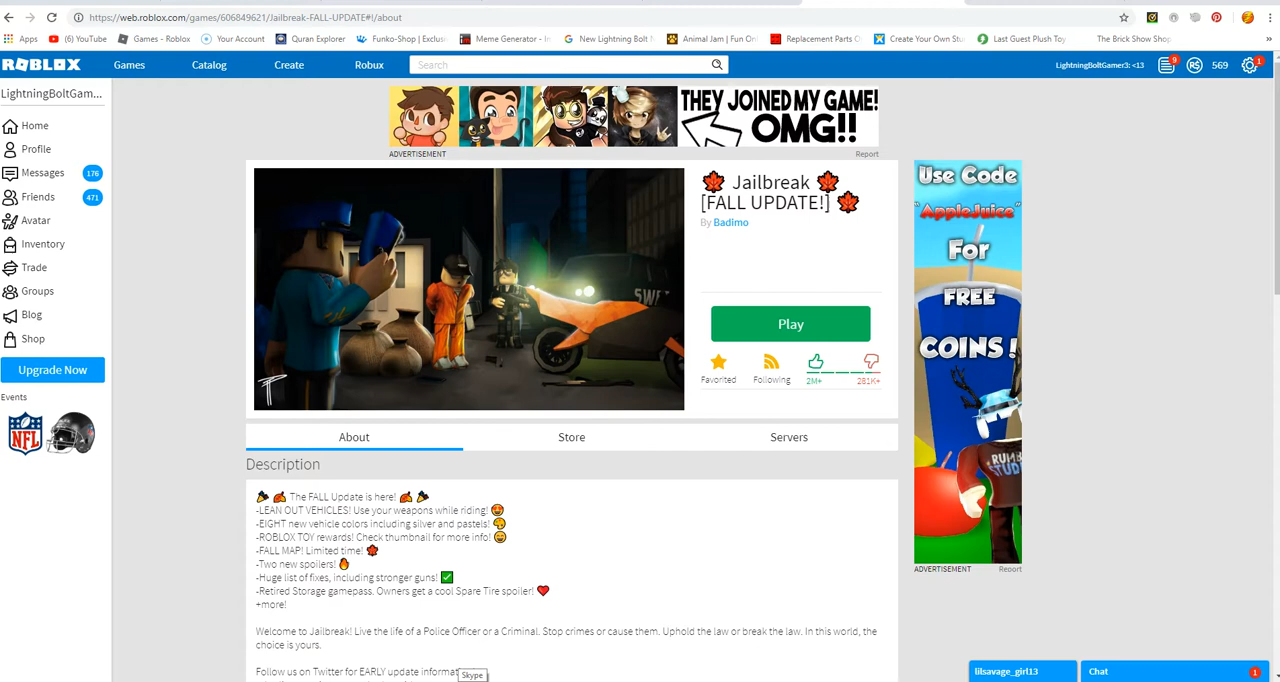 https://web.roblox.com/games/606849621/Jailbreak-FALL-UPDATE#!/about
Apps (6) YouTube Games - Roblox Your Account Quran Explorer Funko-Shop | Exclus Meme Generator - In New Lightning Bolt N Animal Jam | Fun On Replacement Parts O Create Your Own Stu Last Guest Plush Toy The Brick Show Shop »
ROBLOX Games Catalog Create Robux Search LightningBoltGamer3: <13 9 R$ 569 1
LightningBoltGam...
Home
Profile
Messages 176
Friends 471
Avatar
Inventory
Trade
Groups
Blog
Shop
Upgrade Now
Events
NFL
THEY JOINED MY GAME!
OMG!!
ADVERTISEMENT Report
SW
🍁 Jailbreak 🍁
[FALL UPDATE!] 🍁
By Badimo
Play
Favorited Following 2M+ 281K+
About Store Servers
Description
The FALL Update is here!
-LEAN OUT VEHICLES! Use your weapons while riding!
-EIGHT new vehicle colors including silver and pastels!
-ROBLOX TOY rewards! Check thumbnail for more info!
-FALL MAP! Limited time!
-Two new spoilers!
-Huge list of fixes, including stronger guns!
-Retired Storage gamepass. Owners get a cool Spare Tire spoiler!
+more!
Welcome to Jailbreak! Live the life of a Police Officer or a Criminal. Stop crimes or cause them. Uphold the law or break the law. In this world, the
choice is yours.
Follow us on Twitter for EARLY update informat
Skype
Use Code
"AppleJuice"
For
FREE
COINS !
RUMB
STUD
ADVERTISEMENT Report
lilsavage_girl13
Chat 1